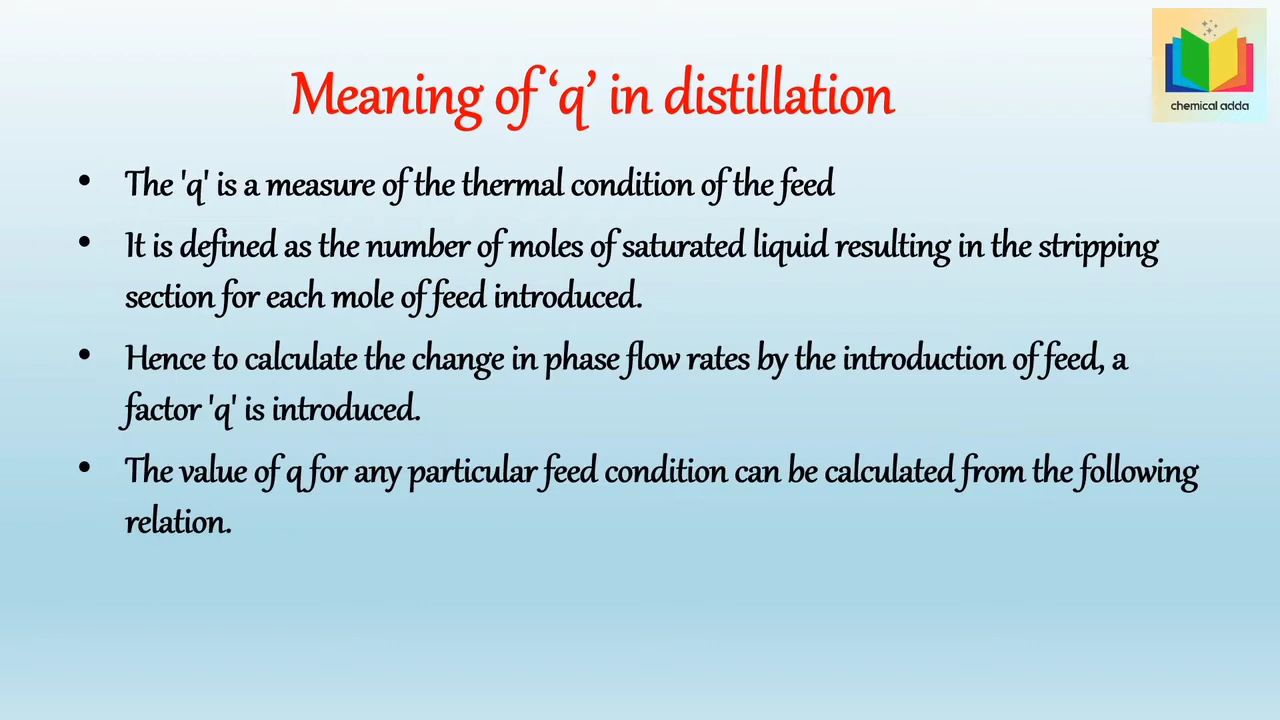 Meaning of ‘q’ in distillation
chemical adda
• The 'q' is a measure of the thermal condition of the feed
• It is defined as the number of moles of saturated liquid resulting in the stripping
section for each mole of feed introduced.
• Hence to calculate the change in phase flow rates by the introduction of feed, a
factor 'q' is introduced.
• The value of q for any particular feed condition can be calculated from the following
relation.